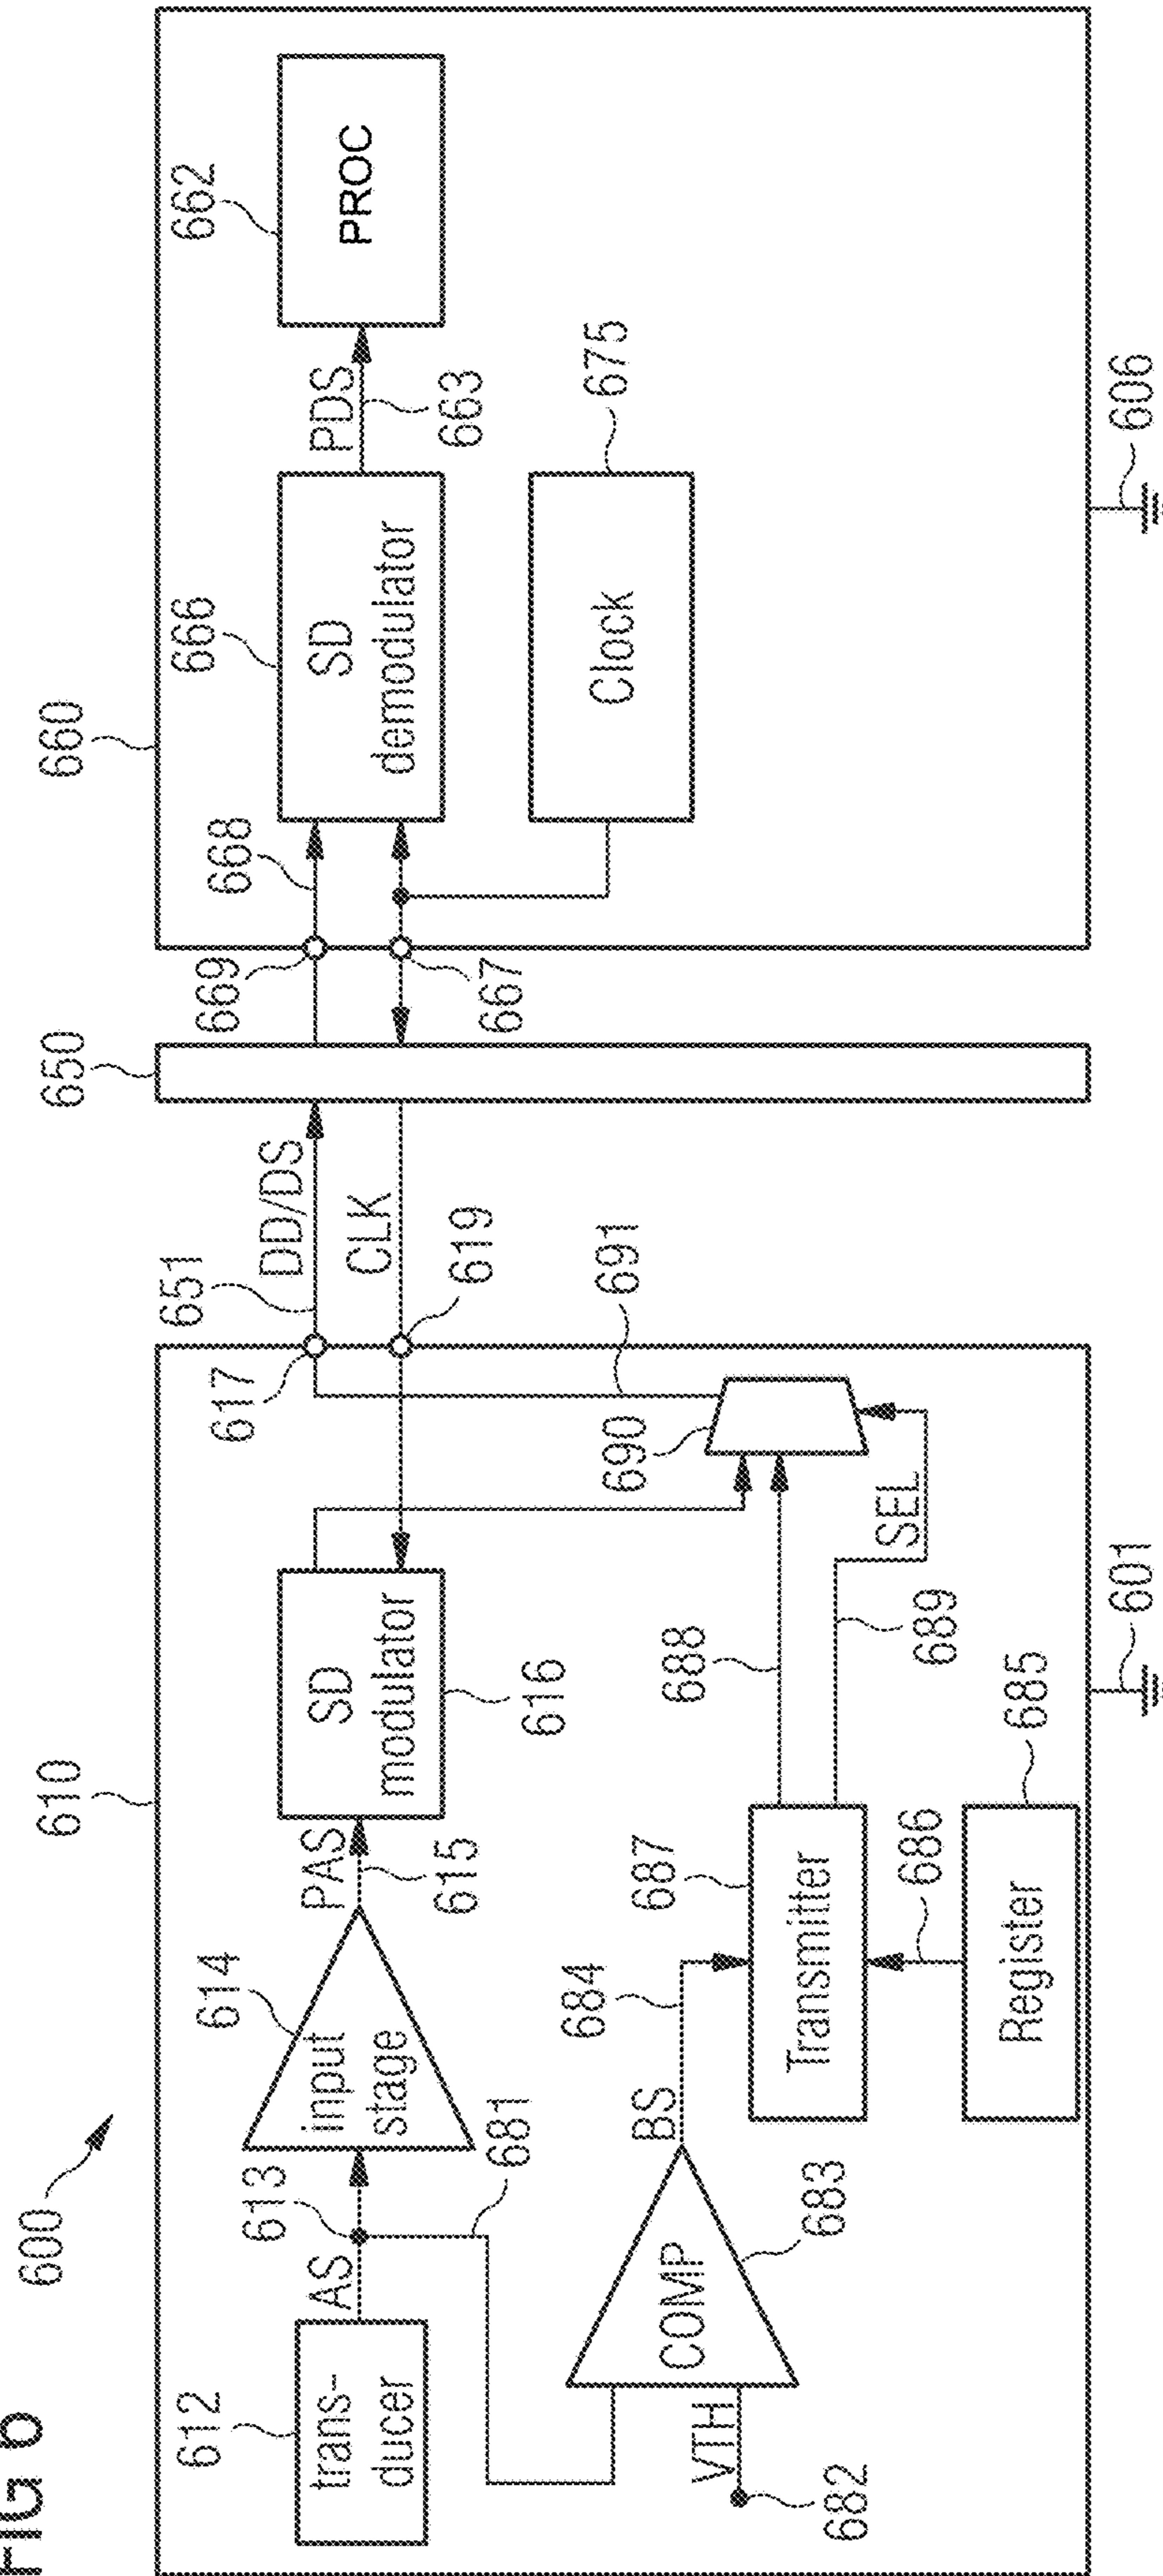 FIG 6
600
610
660
650
612
trans-
ducer
AS
613
614
input
stage
PAS
615
SD
modulator
616
617
651
DD/DS
CLK
619
669
667
668
666
SD
demodulator
PDS
663
662
PROC
675
Clock
681
VTH
682
COMP
683
BS
684
687
Transmitter
686
Register
685
688
689
SEL
690
691
601
606